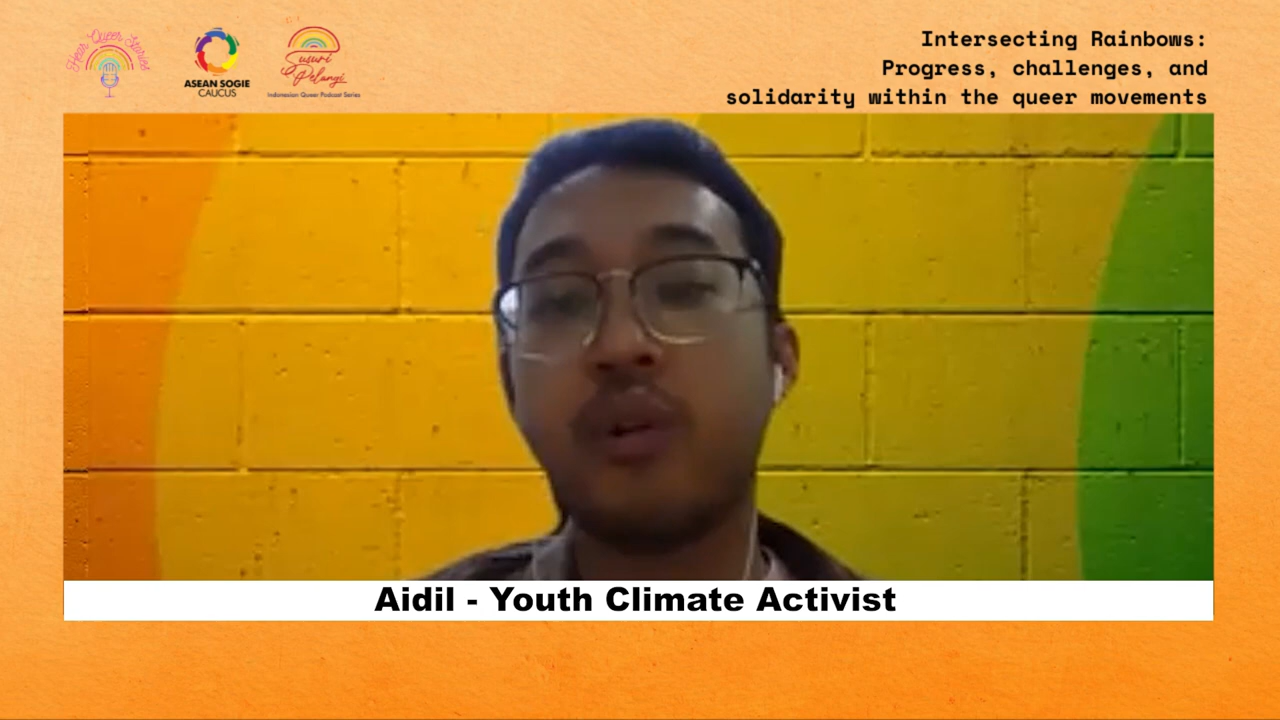 Hear Queer Stories
ASEAN SOGIE
CAUCUS
Susuri
Pelangi
Indonesian Queer Podcast Series
Intersecting Rainbows:
Progress, challenges, and
solidarity within the queer movements
Aidil - Youth Climate Activist